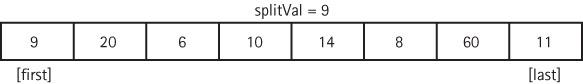 splitVal = 9
9 20 6 10 14 8 60 11
[first] [last]